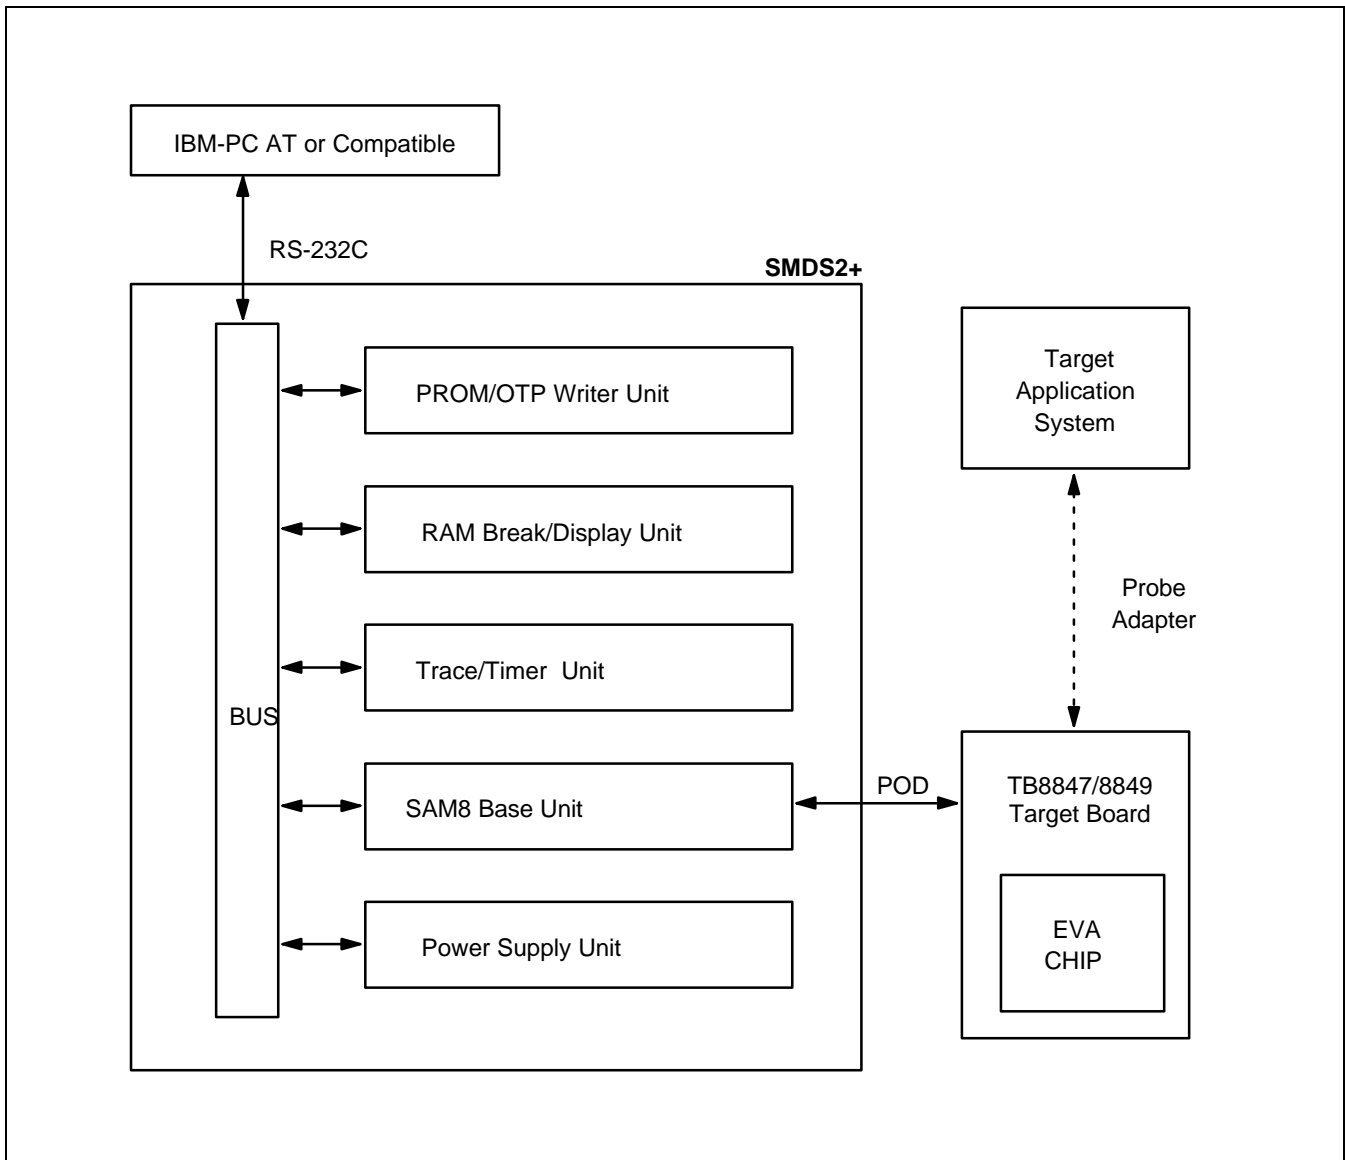 IBM-PC AT or Compatible
RS-232C
SMDS2+
PROM/OTP Writer Unit
RAM Break/Display Unit
Trace/Timer Unit
BUS
SAM8 Base Unit
Power Supply Unit
POD
Target
Application
System
Probe
Adapter
TB8847/8849
Target Board
EVA
CHIP